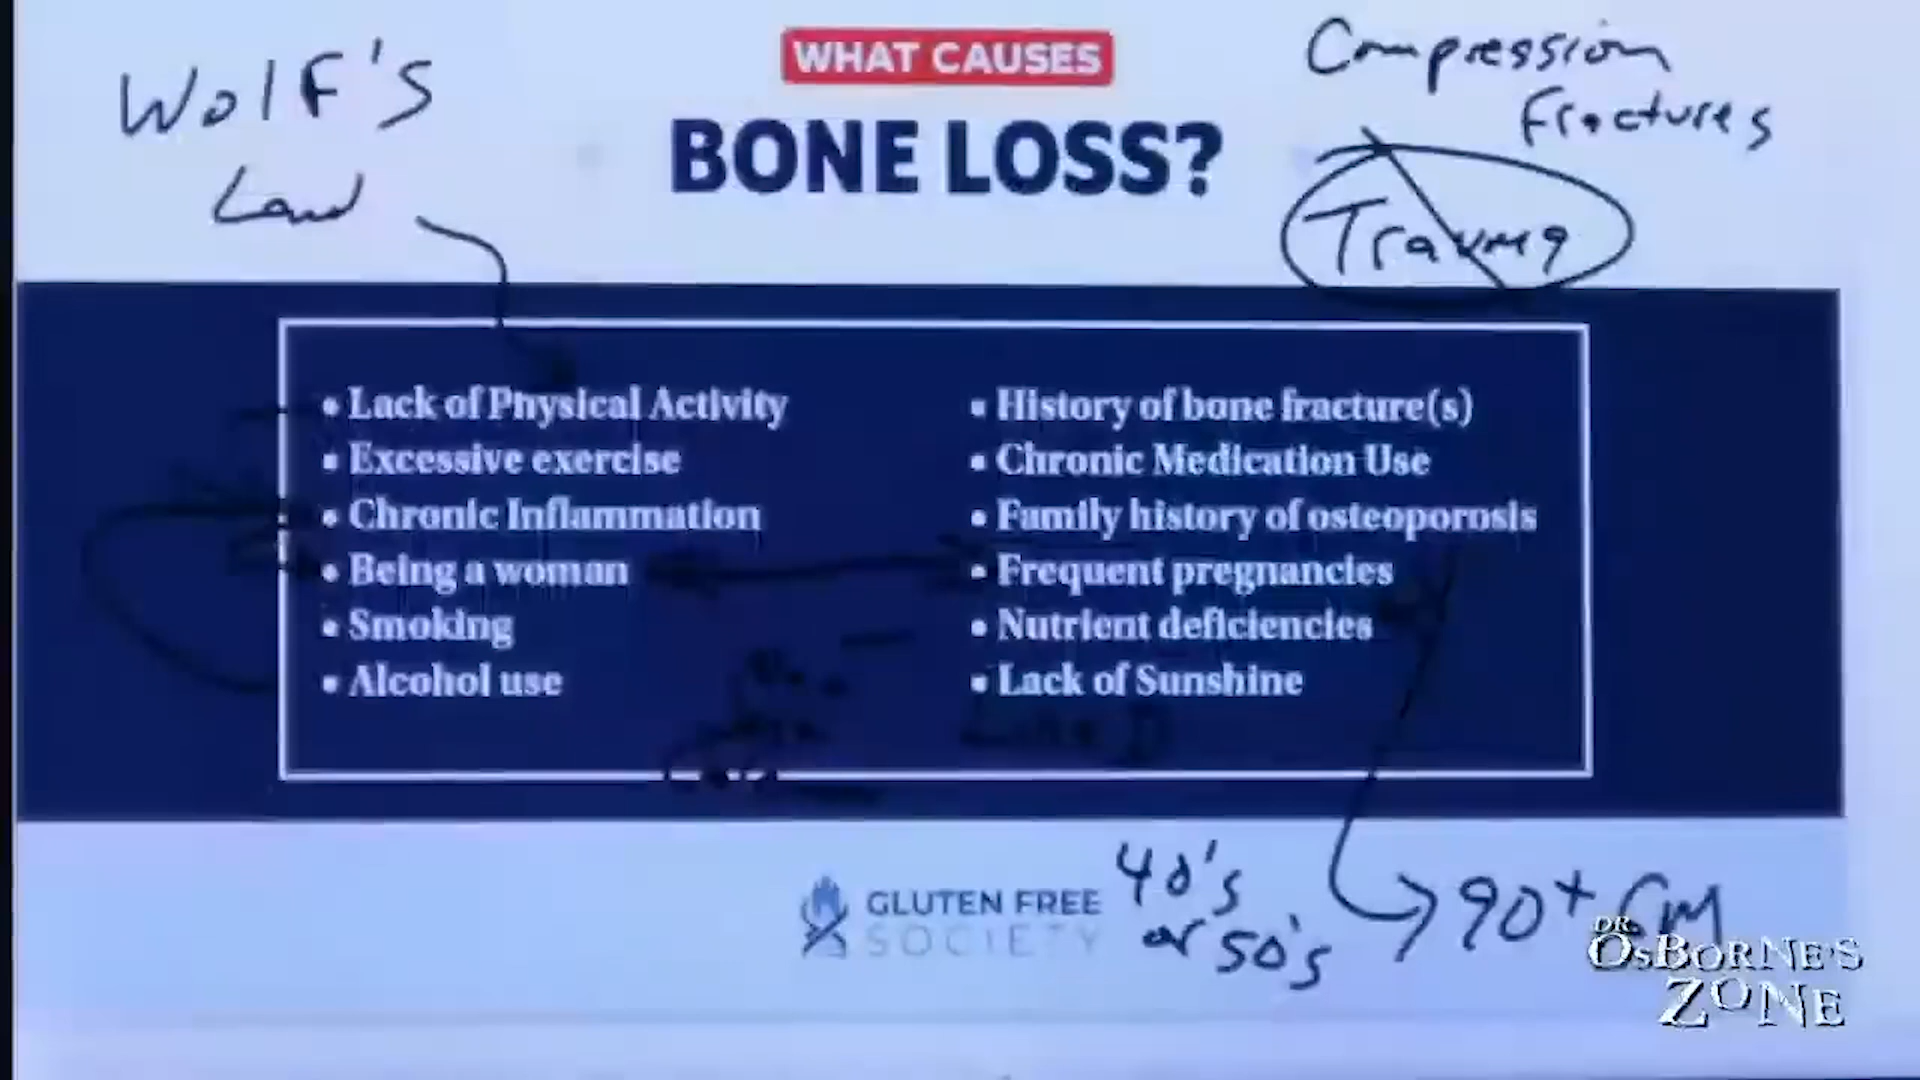 Wolf's
Law
WHAT CAUSES
BONE LOSS?
Compression
Fractures
Trauma
• Lack of Physical Activity
• Excessive exercise
• Chronic Inflammation
• Being a woman
• Smoking
• Alcohol use
• History of bone fracture(s)
• Chronic Medication Use
• Family history of osteoporosis
• Frequent pregnancies
• Nutrient deficiencies
• Lack of Sunshine
GLUTEN FREE
SOCIETY
40's
or 50's
90+
DR.
OSBORNE'S
ZONE